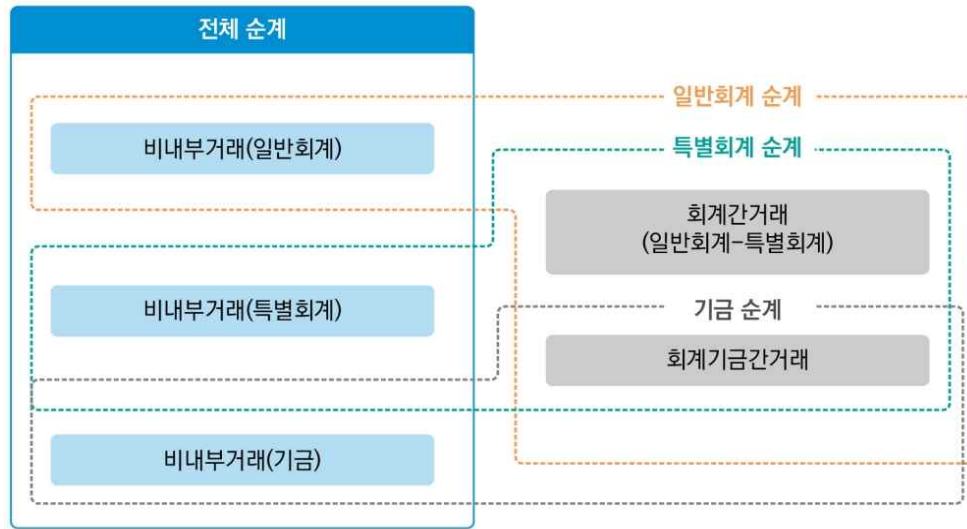 전체 순계
일반회계 순계
비내부거래(일반회계)
특별회계 순계
회계간거래
(일반회계-특별회계)
비내부거래(특별회계)
기금 순계
회계기금간거래
비내부거래(기금)